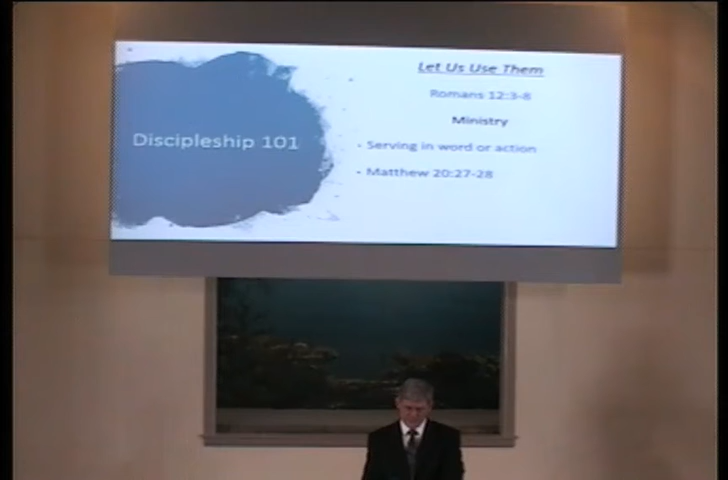 Discipleship 101
Let Us Use Them
Romans 12:3-8
Ministry
- Serving in word or action
- Matthew 20:27-28